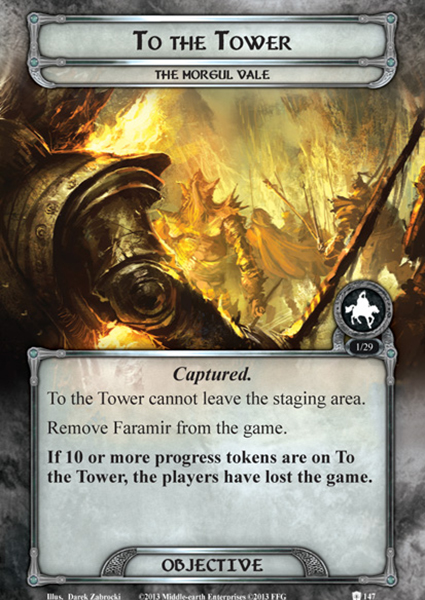 To the Tower
The Morgul Vale
1/29
Captured.
To the Tower cannot leave the staging area.
Remove Faramir from the game.
If 10 or more progress tokens are on To
the Tower, the players have lost the game.
Objective
Illus. Darek Zabrocki ©2013 Middle-earth Enterprises ©2013 FFG 147